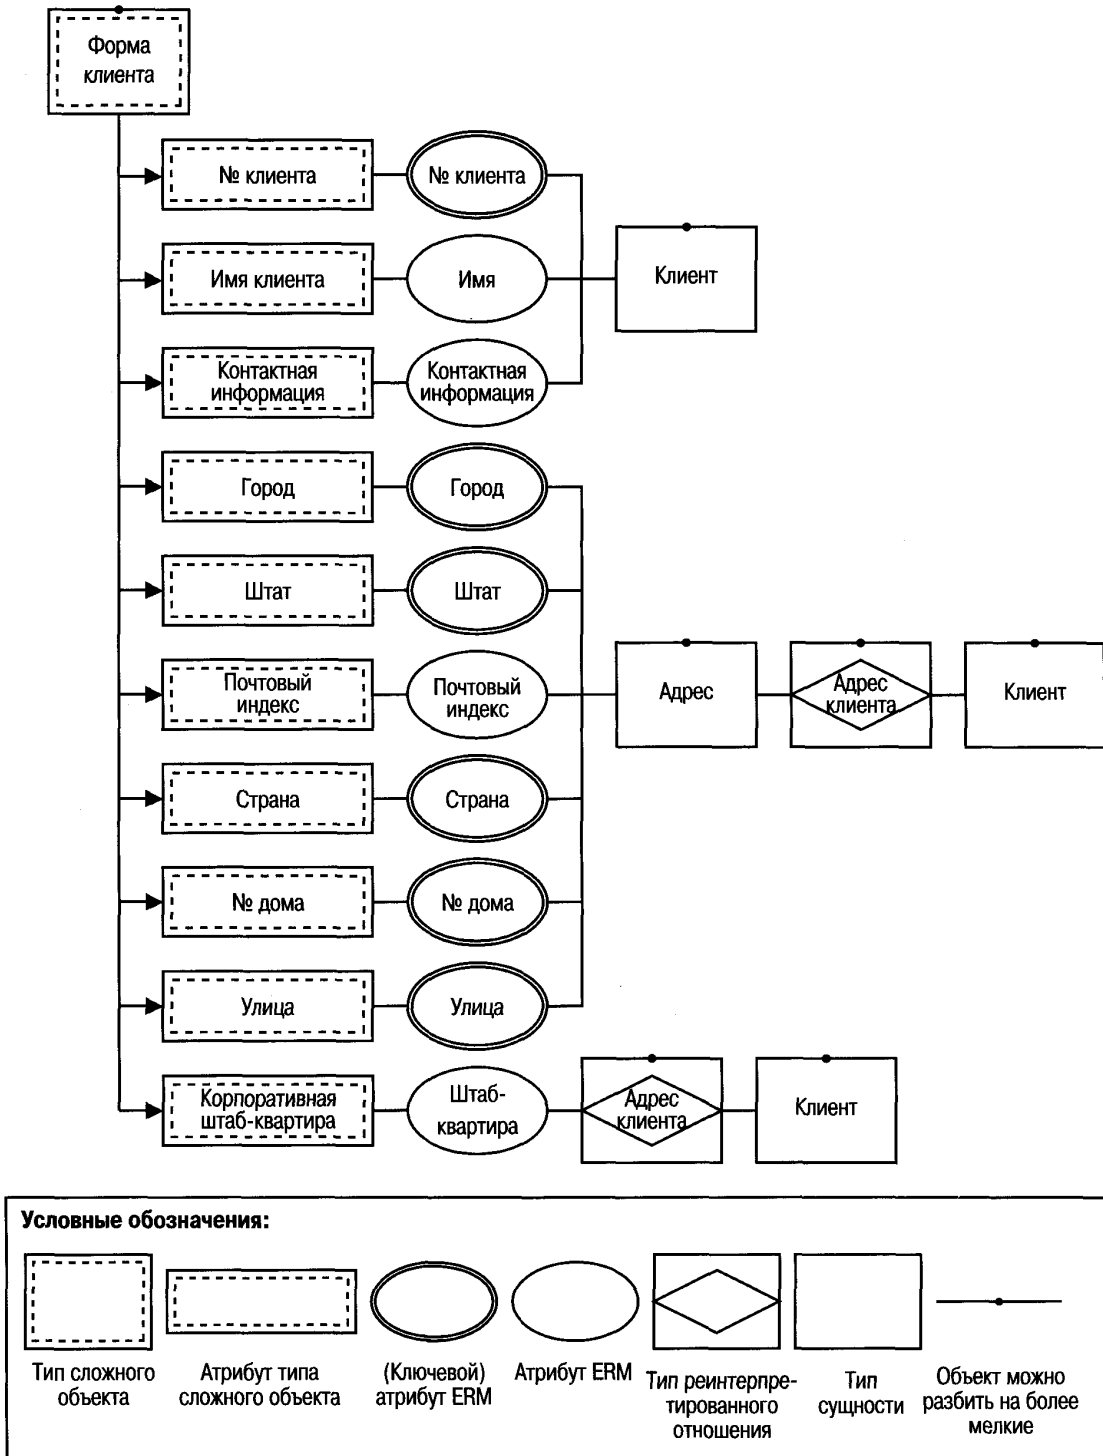 Форма
клиента
№ клиента
№ клиента
Имя клиента
Имя
Клиент
Контактная
информация
Контактная
информация
Город
Город
Штат
Штат
Почтовый
индекс
Почтовый
индекс
Адрес
Адрес
клиента
Клиент
Страна
Страна
№ дома
№ дома
Улица
Улица
Корпоративная
штаб-квартира
Штаб-
квартира
Адрес
клиента
Клиент
Условные обозначения:
Тип сложного
объекта
Атрибут типа
сложного объекта
(Ключевой)
атрибут ERM
Атрибут ERM
Тип реинтерпре-
тированного
отношения
Тип
сущности
Объект можно
разбить на более
мелкие